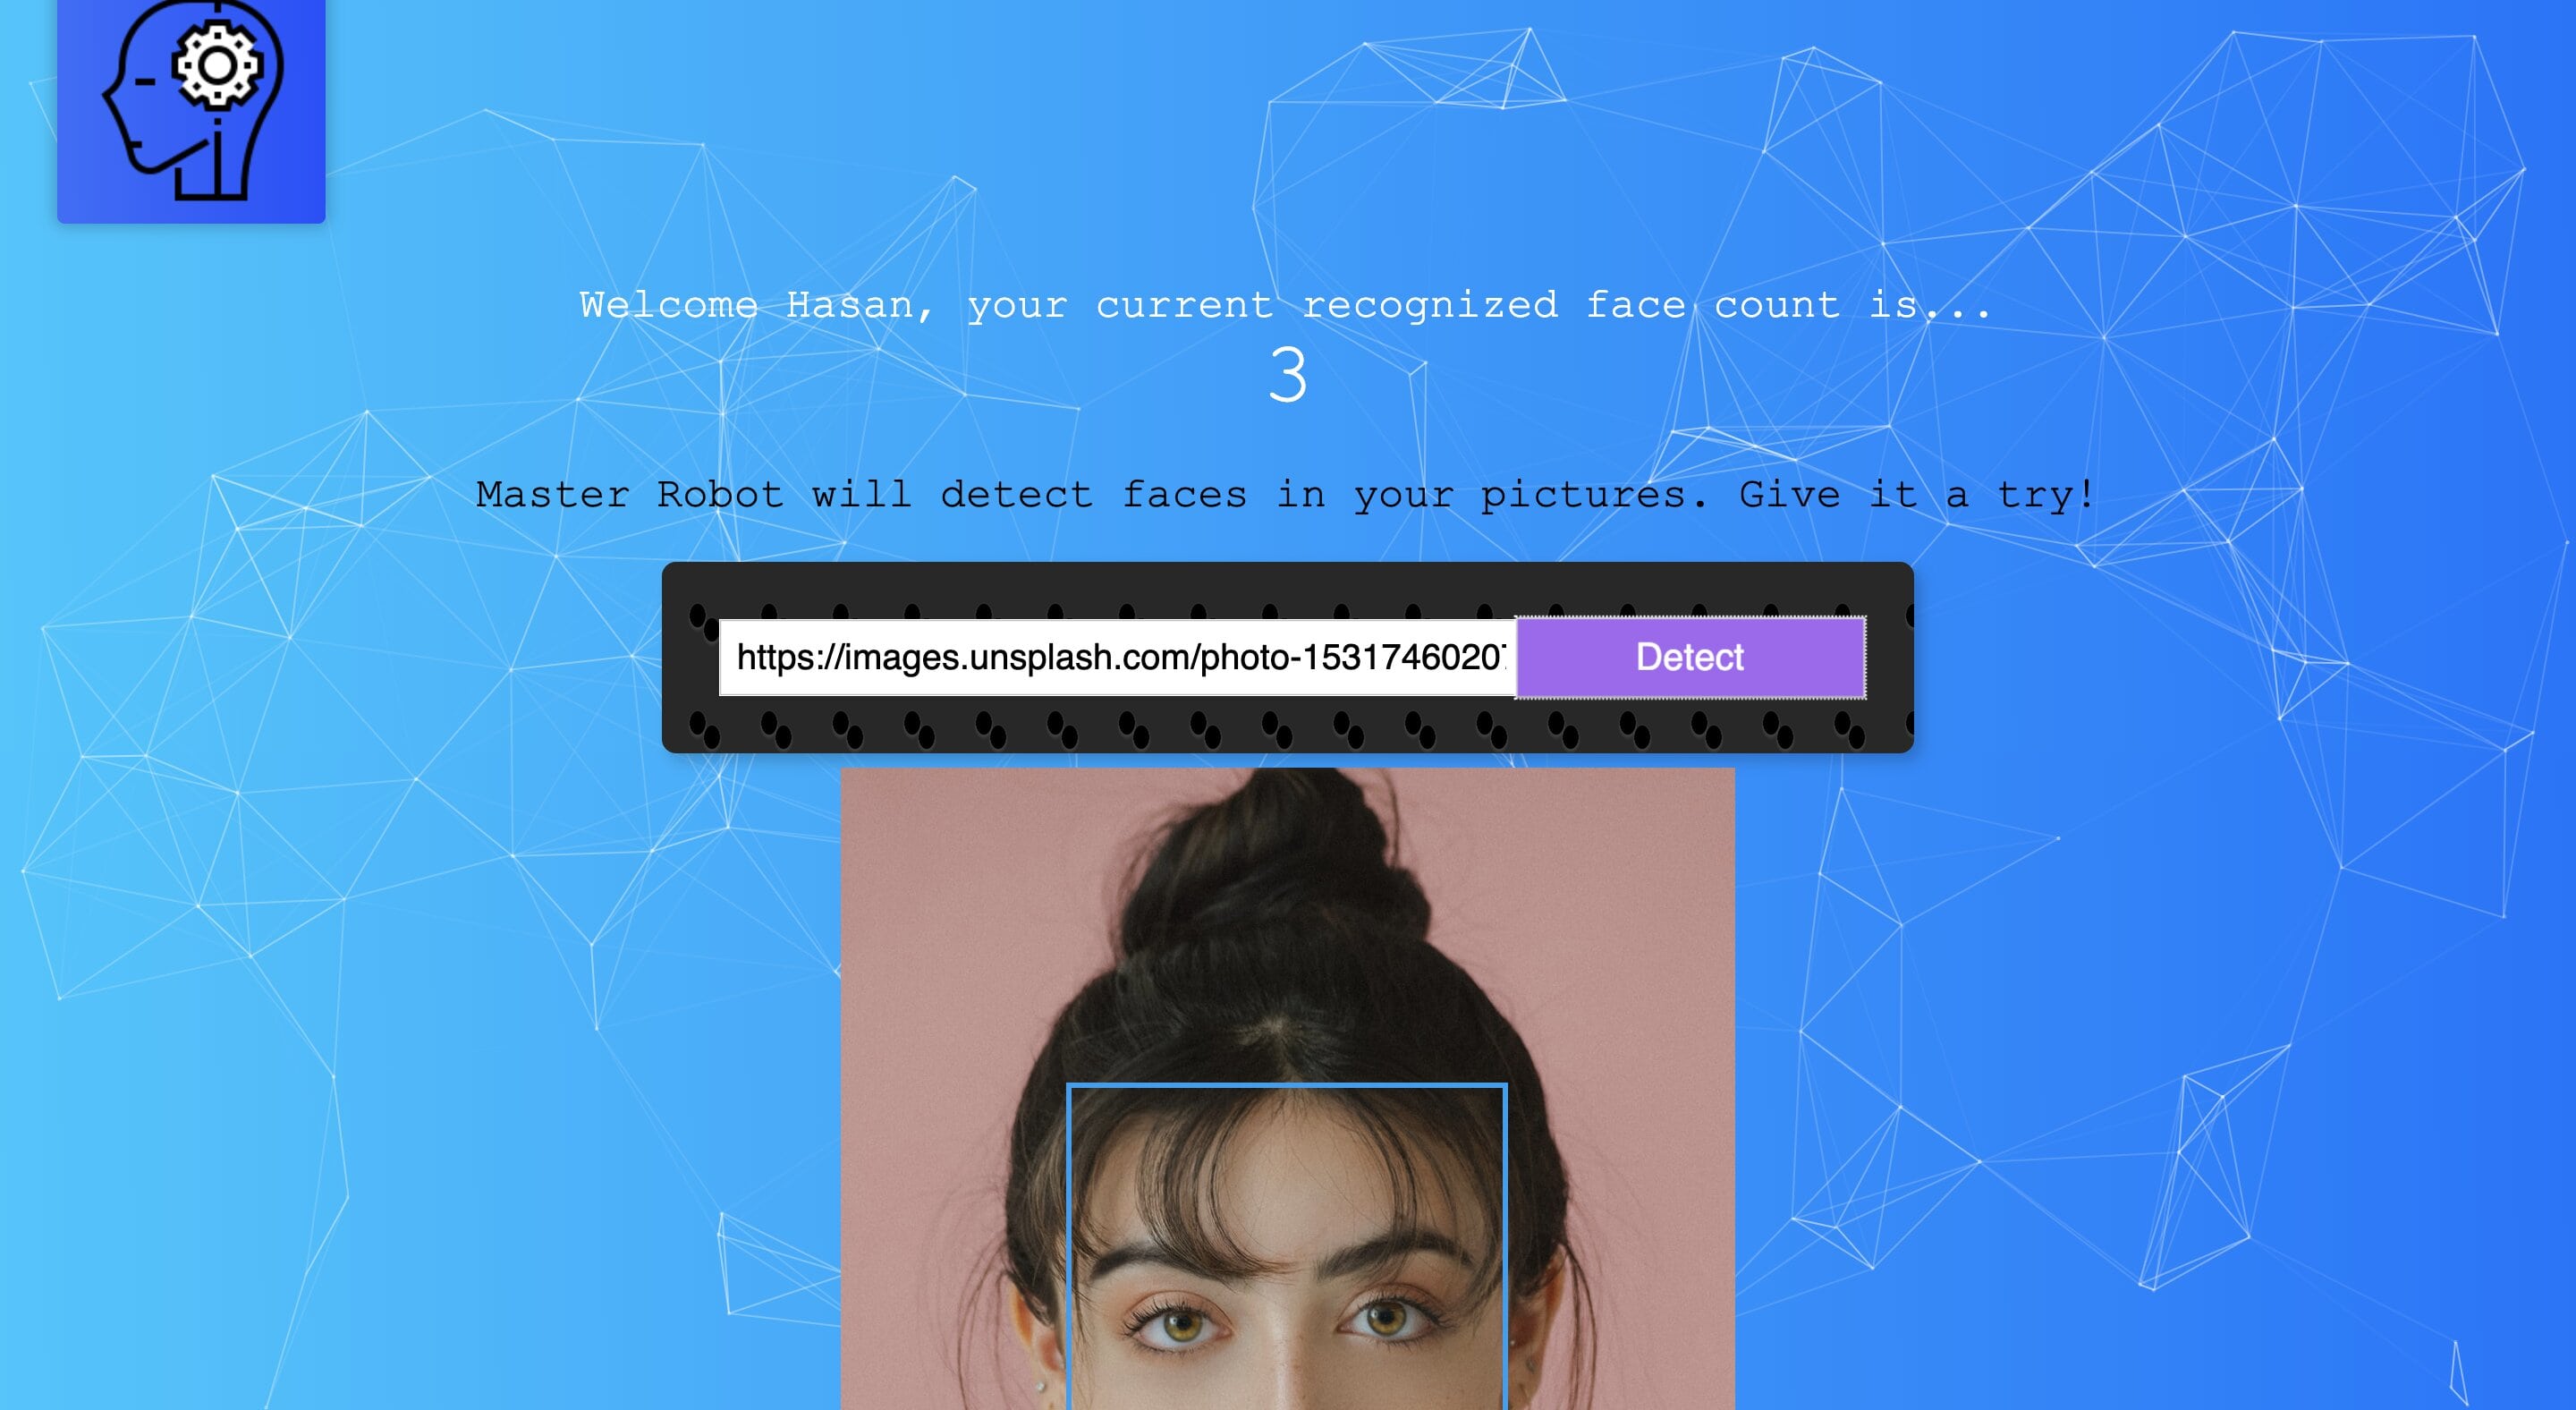 Welcome Hasan, your current recognized face count is...
3
Master Robot will detect faces in your pictures. Give it a try!
https://images.unsplash.com/photo-1531746020 Detect